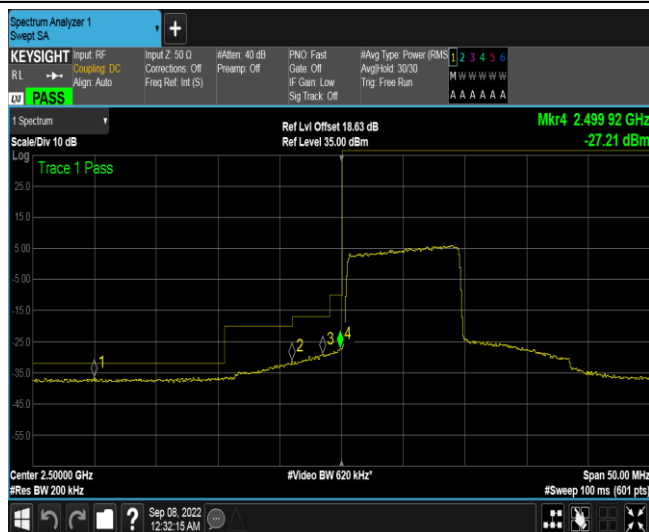 Spectrum Analyzer 1
Swept SA
KEYSIGHT
RL
LXI PASS
Input: RF
Coupling: DC
Align: Auto
Input Z: 50 Ω
Corrections: Off
Freq Ref: Int (S)
#Atten: 40 dB
Preamp: Off
PNO: Fast
Gate: Off
IF Gain: Low
Sig Track: Off
#Avg Type: Power (RMS
Avg|Hold: 30/30
Trig: Free Run
1 2 3 4 5 6
M W W W W W
A A A A A A
1 Spectrum
Scale/Div 10 dB
Ref Lvl Offset 18.63 dB
Ref Level 35.00 dBm
Mkr4 2.499 92 GHz
-27.21 dBm
Log
Trace 1 Pass
25.0
15.0
5.00
-5.00
-15.0
-25.0
-35.0
-45.0
-55.0
1
2
3
4
Center 2.50000 GHz
#Res BW 200 kHz
#Video BW 620 kHz*
Span 50.00 MHz
#Sweep 100 ms (601 pts)
?
Sep 08, 2022
12:32:15 AM